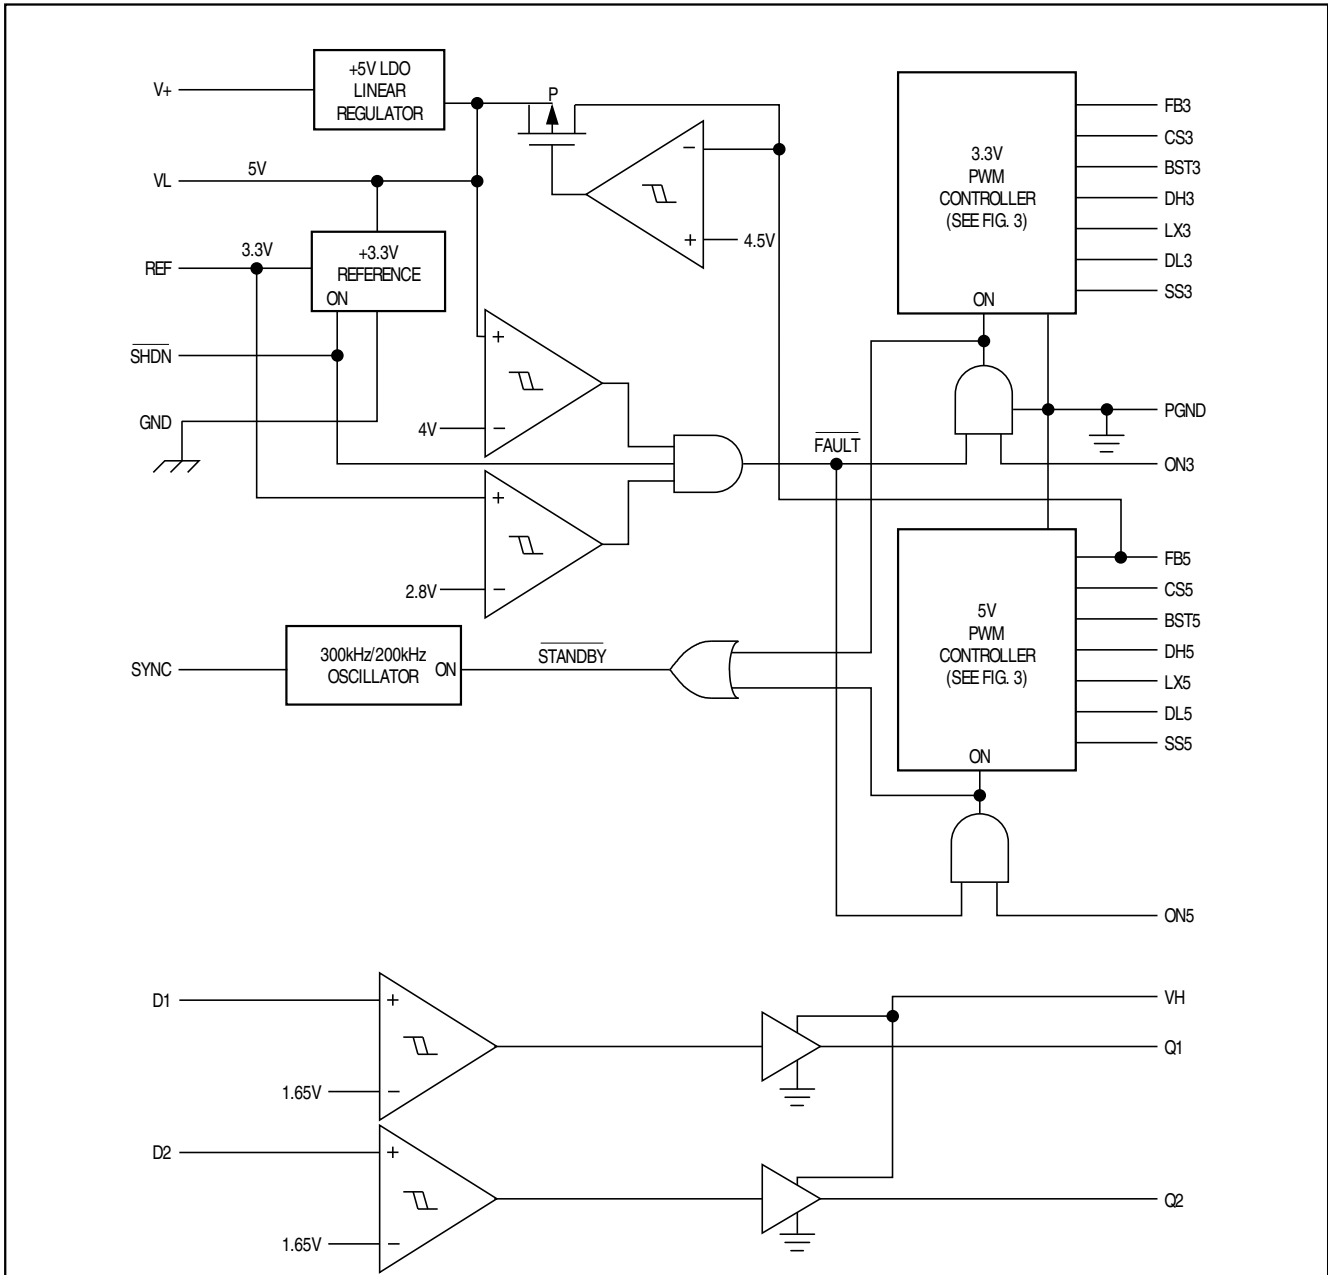 +5V LDO
LINEAR
REGULATOR
V+
P
FB3
CS3
BST3
DH3
LX3
DL3
SS3
3.3V
PWM
CONTROLLER
(SEE FIG. 3)
ON
VL
5V
−
+
4.5V
REF
3.3V
+3.3V
REFERENCE
ON
SHDN
GND
+
4V
−
FAULT
PGND
ON3
+
2.8V
−
FB5
CS5
BST5
DH5
LX5
DL5
SS5
5V
PWM
CONTROLLER
(SEE FIG. 3)
ON
SYNC
300kHz/200kHz
OSCILLATOR
ON
STANDBY
ON5
D1
+
1.65V
−
VH
Q1
D2
+
1.65V
−
Q2